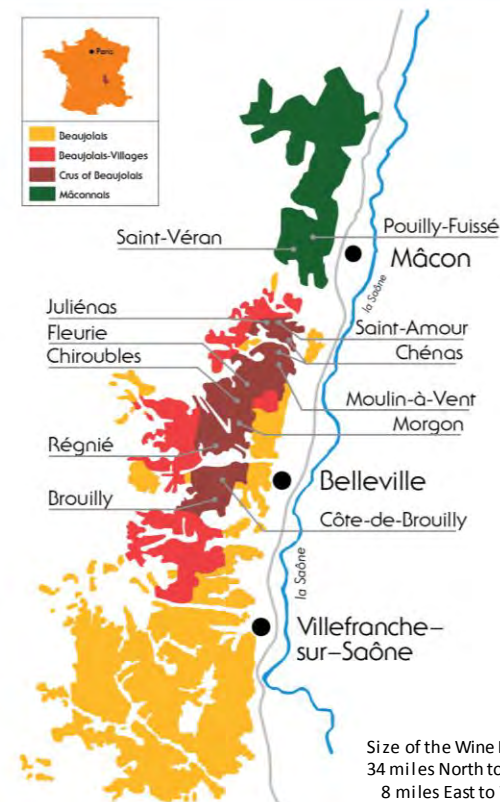 Paris
Beaujolais
Beaujolais-Villages
Crus of Beaujolais
Mâconnais
Pouilly-Fuissé
Saint-Véran
Mâcon
la Saône
Juliénas
Saint-Amour
Fleurie
Chénas
Chiroubles
Moulin-à-Vent
Morgon
Régnié
Belleville
Brouilly
Côte-de-Brouilly
la Saône
Villefranche-
sur-Saône
Size of the Wine
34 miles North to
8 miles East to